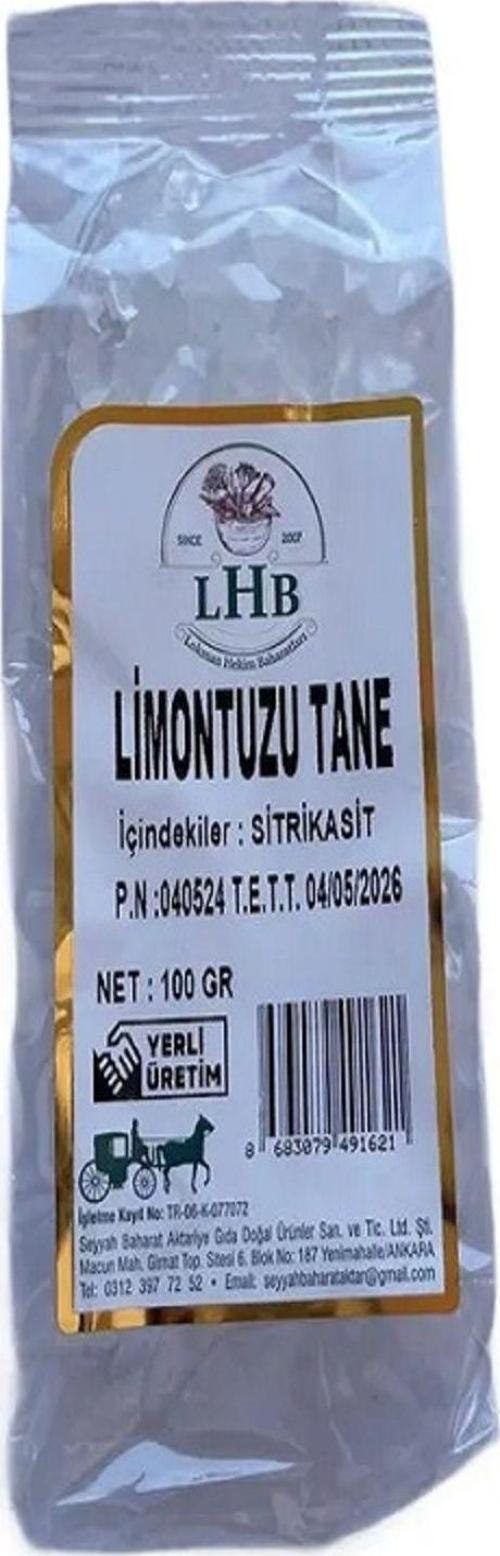 SINCE 2007
LHB
Lokman Hekim Baharatları
LİMONTUZU TANE
İçindekiler : SİTRİKASİT
P.N :040524 T.E.T.T. 04/05/2026
NET : 100 GR
YERLİ
ÜRETİM
8 683079 491621
İşletme Kayıt No: TR-06-K-077072
Seyyah Baharat Aktariye Gıda Doğal Ürünler San. ve Tic. Ltd. Şti.
Macun Mah. Gimat Top. Sitesi 6. Blok No: 187 Yenimahalle/ANKARA
Tel: 0312 397 72 52 • Email: seyyahbaharataktar@gmail.com